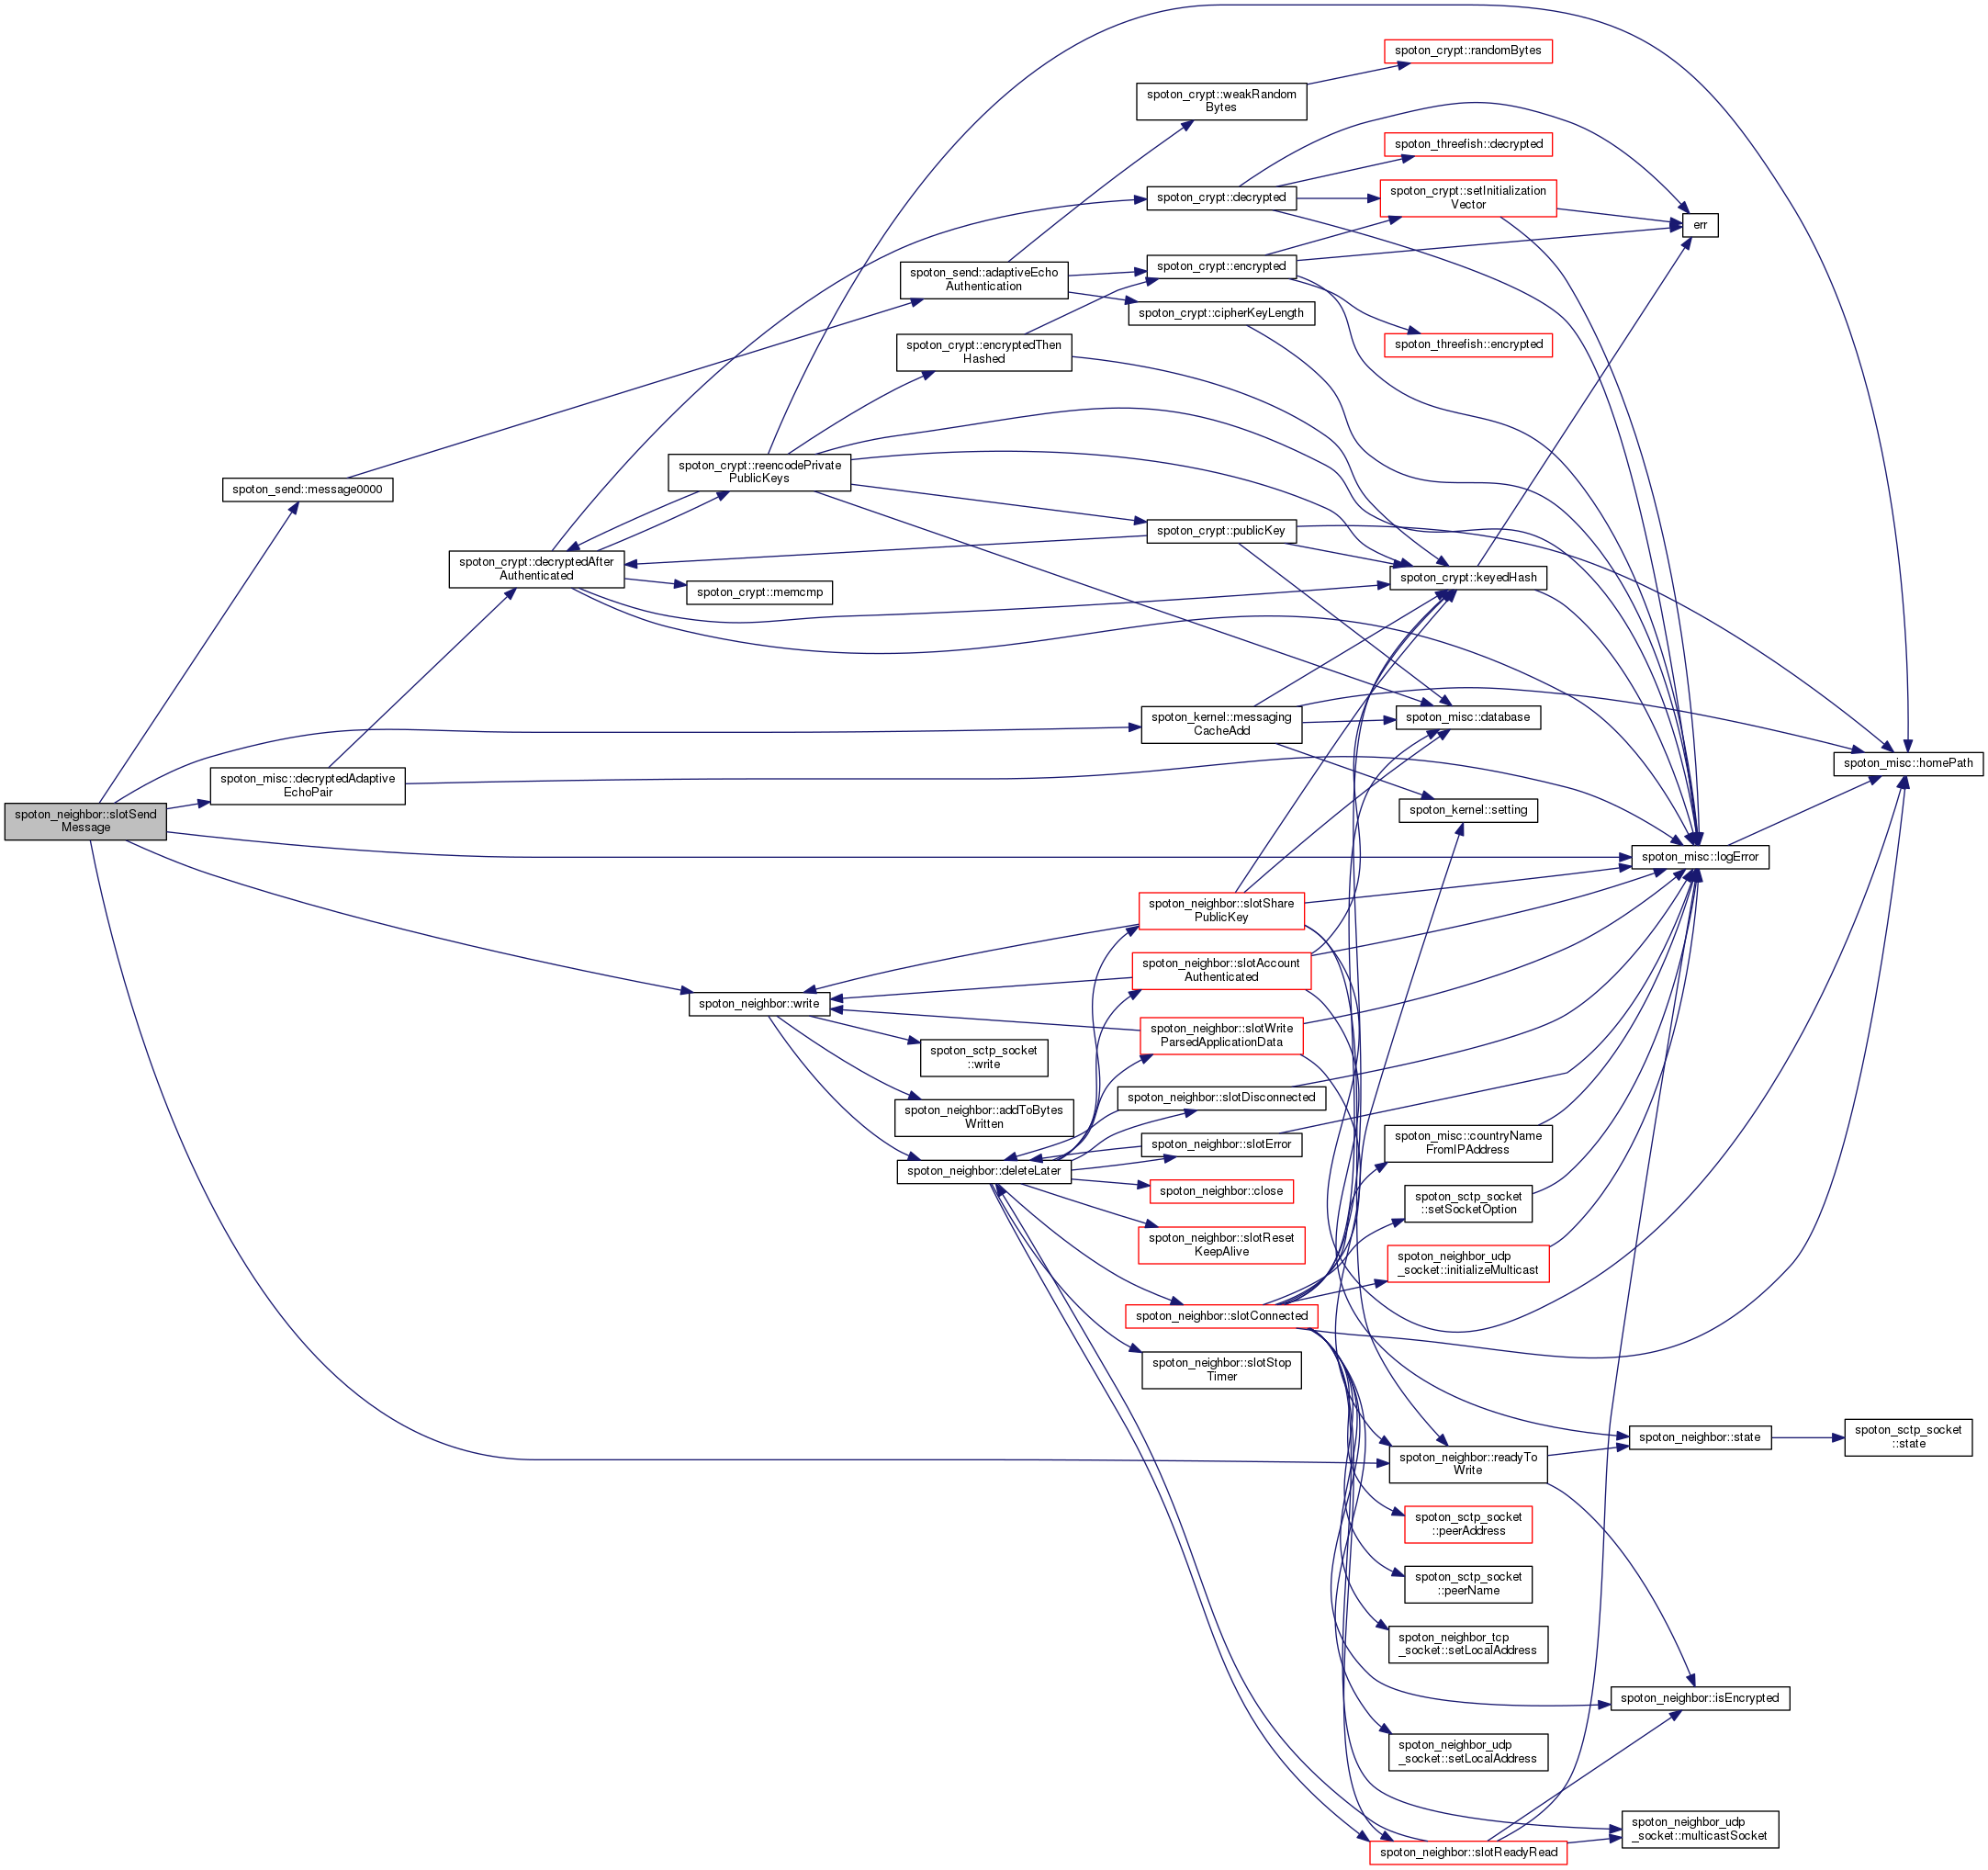 spoton_neighbor::slotSend
Message
spoton_send::message0000
spoton_misc::decryptedAdaptive
EchoPair
spoton_crypt::decryptedAfter
Authenticated
spoton_crypt::reencodePrivate
PublicKeys
spoton_crypt::memcmp
spoton_neighbor::write
spoton_send::adaptiveEcho
Authentication
spoton_crypt::encryptedThen
Hashed
spoton_sctp_socket
::write
spoton_neighbor::addToBytes
Written
spoton_neighbor::deleteLater
spoton_crypt::weakRandom
Bytes
spoton_crypt::decrypted
spoton_crypt::encrypted
spoton_crypt::cipherKeyLength
spoton_crypt::publicKey
spoton_kernel::messaging
CacheAdd
spoton_neighbor::slotShare
PublicKey
spoton_neighbor::slotAccount
Authenticated
spoton_neighbor::slotWrite
ParsedApplicationData
spoton_neighbor::slotDisconnected
spoton_neighbor::slotError
spoton_neighbor::close
spoton_neighbor::slotReset
KeepAlive
spoton_neighbor::slotConnected
spoton_neighbor::slotStop
Timer
spoton_crypt::randomBytes
spoton_threefish::decrypted
spoton_crypt::setInitialization
Vector
spoton_threefish::encrypted
spoton_crypt::keyedHash
spoton_misc::database
spoton_kernel::setting
spoton_misc::countryName
FromIPAddress
spoton_sctp_socket
::setSocketOption
spoton_neighbor_udp
_socket::initializeMulticast
spoton_neighbor::readyTo
Write
spoton_sctp_socket
::peerAddress
spoton_sctp_socket
::peerName
spoton_neighbor_tcp
_socket::setLocalAddress
spoton_neighbor_udp
_socket::setLocalAddress
spoton_neighbor::slotReadyRead
err
spoton_misc::logError
spoton_neighbor::state
spoton_neighbor::isEncrypted
spoton_neighbor_udp
_socket::multicastSocket
spoton_misc::homePath
spoton_sctp_socket
::state